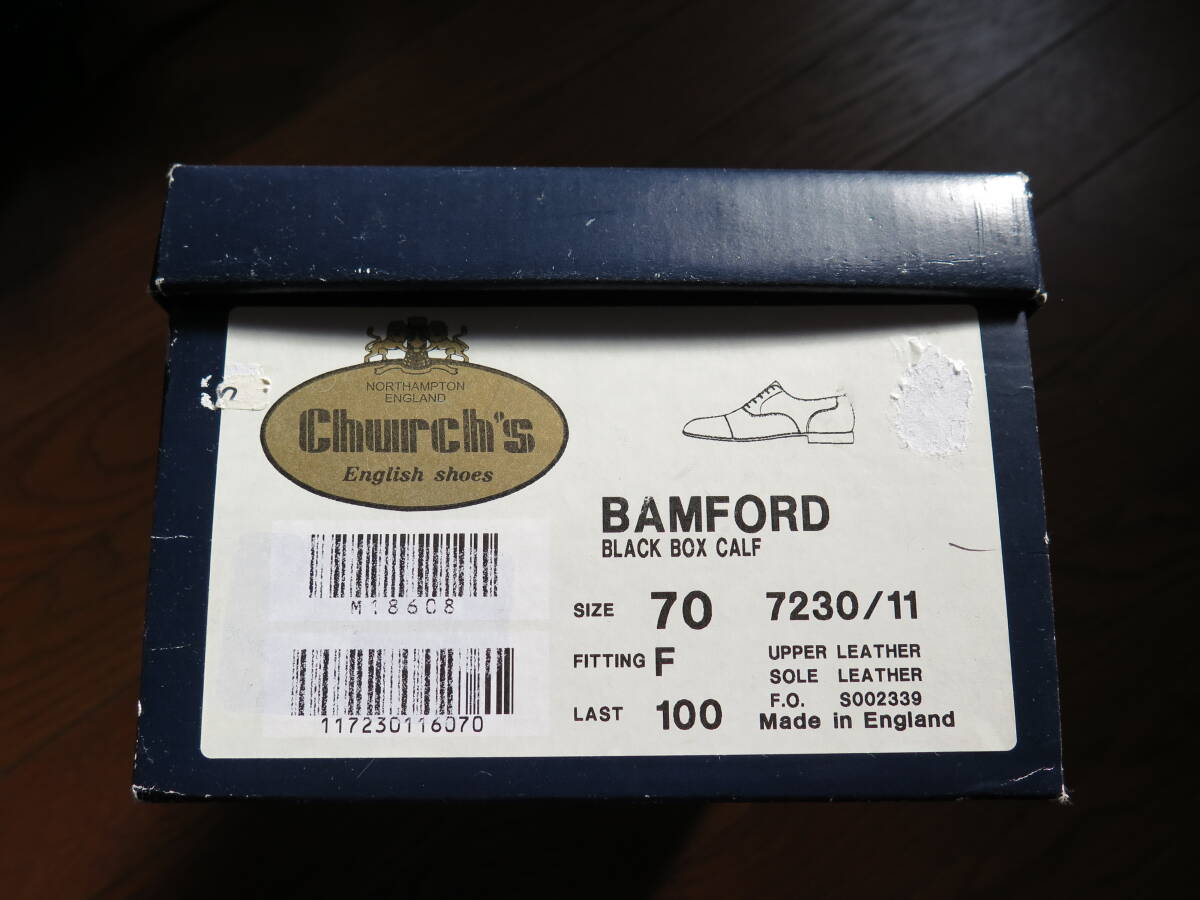 NORTHAMPTON
ENGLAND
Church's
English shoes
BAMFORD
BLACK BOX CALF
M18608
117230116070
SIZE 70 7230/11
FITTING F
LAST 100
UPPER LEATHER
SOLE LEATHER
F.O. S002339
Made in England